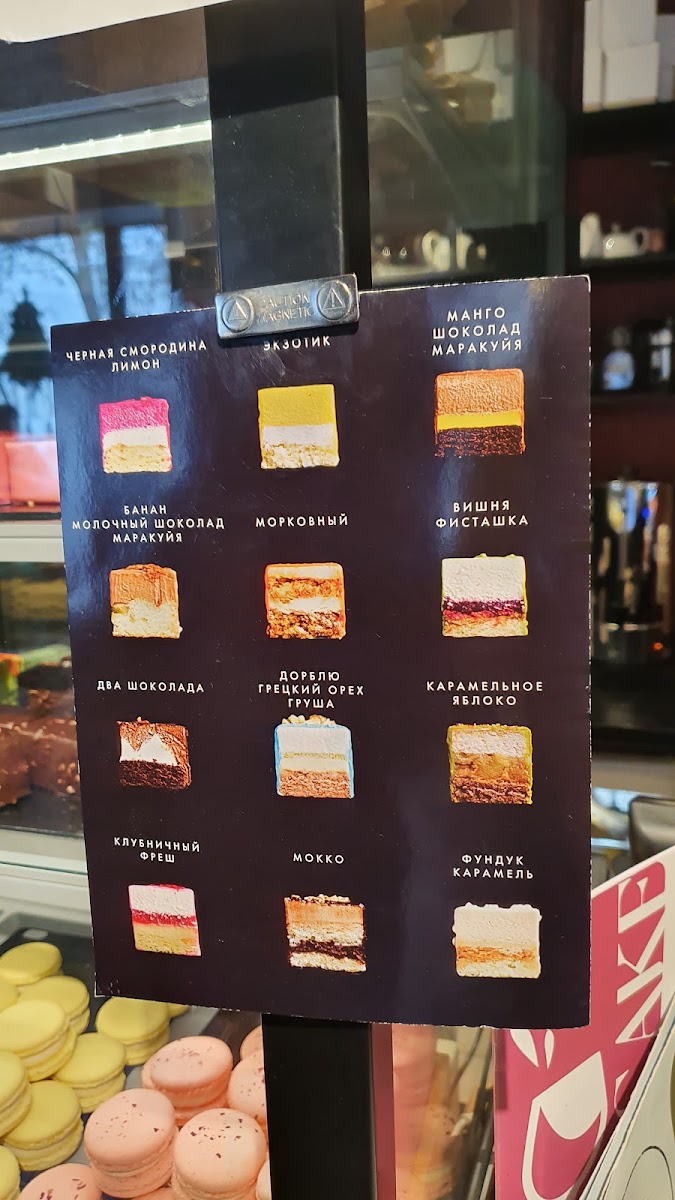 CAUTION
MAGNETIC
ЧЕРНАЯ СМОРОДИНА
ЛИМОН
ЭКЗОТИК
МАНГО
ШОКОЛАД
МАРАКУЙЯ
БАНАН
МОЛОЧНЫЙ ШОКОЛАД
МАРАКУЙЯ
МОРКОВНЫЙ
ВИШНЯ
ФИСТАШКА
ДВА ШОКОЛАДА
ДОРБЛЮ
ГРЕЦКИЙ ОРЕХ
ГРУША
КАРАМЕЛЬНОЕ
ЯБЛОКО
КЛУБНИЧНЫЙ
ФРЕШ
МОККО
ФУНДУК
КАРАМЕЛЬ